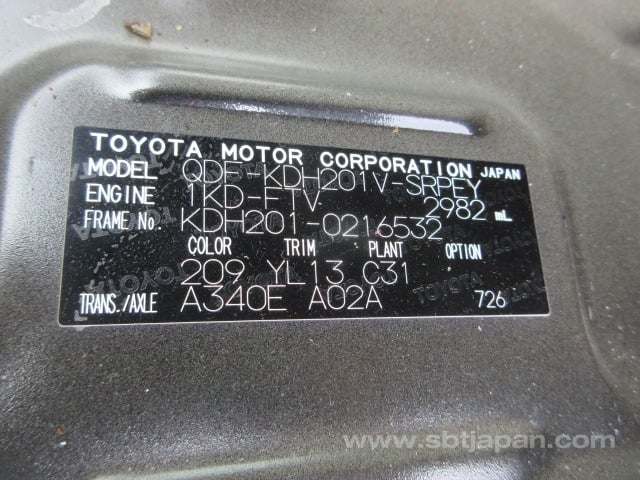 TOYOTA MOTOR CORPORATION JAPAN
MODEL QDF-KDH201V-SRPEY
ENGINE 1KD-FTV 2982 mL
FRAME No. KDH201-0216532
COLOR TRIM PLANT OPTION
209 YL13 C31
TRANS./AXLE A340E A02A 726
www.sbtjapan.com